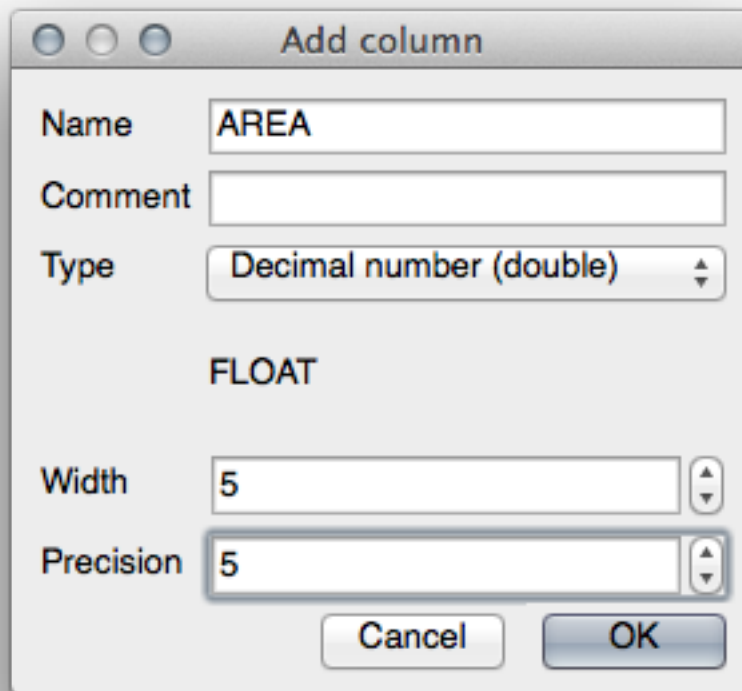 Add column
Name AREA
Comment
Type Decimal number (double)
FLOAT
Width 5
Precision 5
Cancel OK